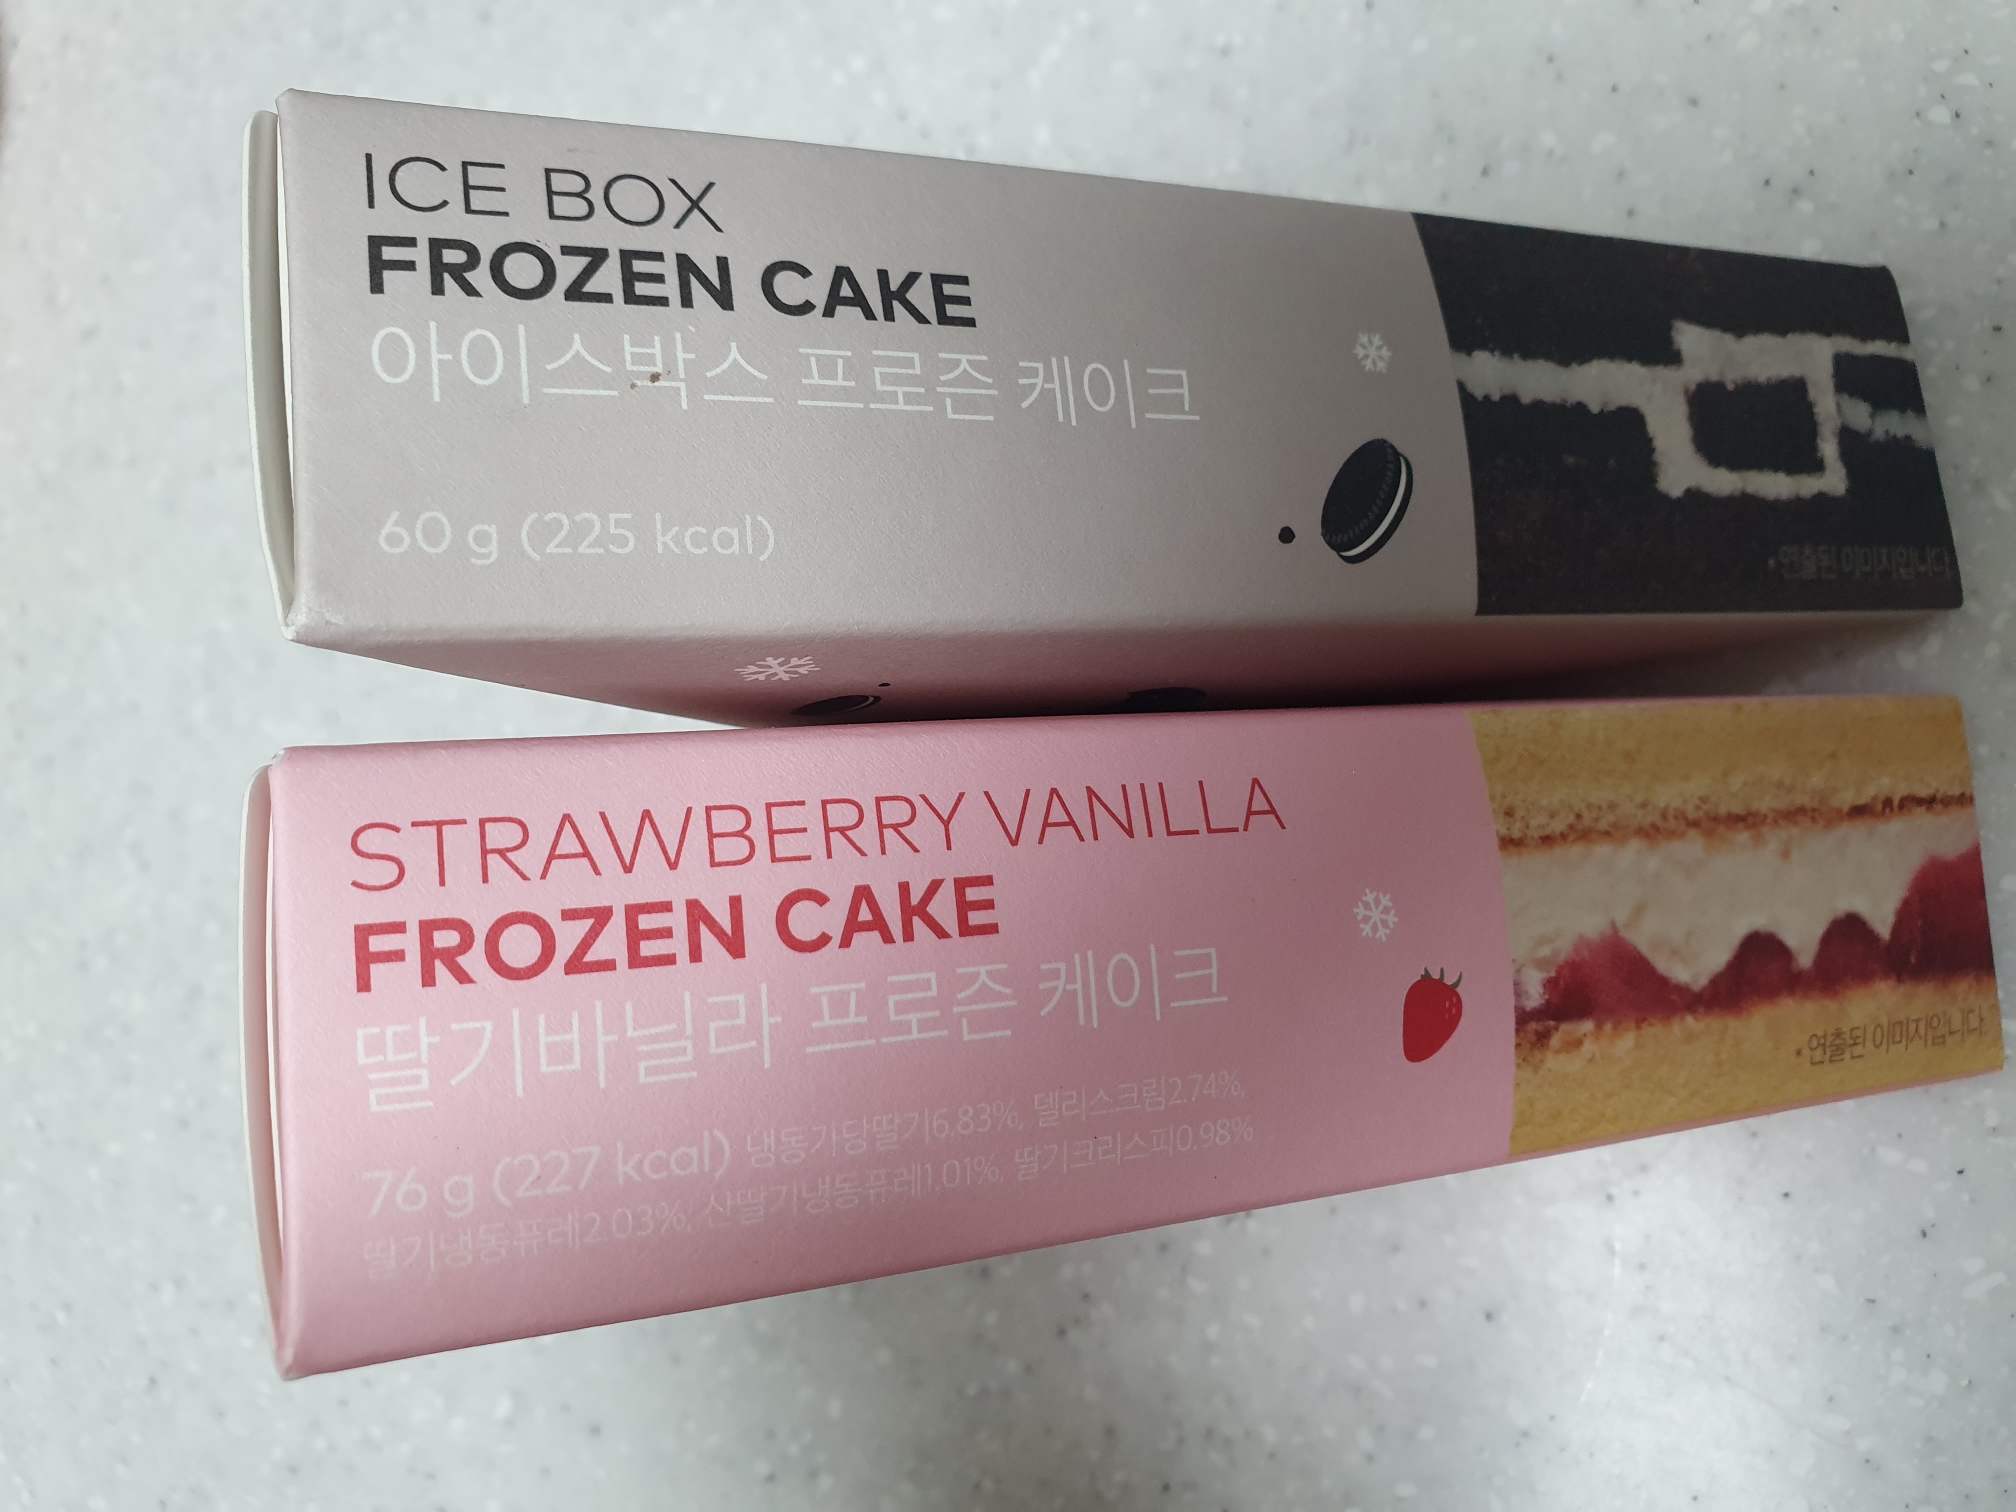 ICE BOX
FROZEN CAKE
아이스박스 프로즌 케이크
60 g (225 kcal)
* 연출된 이미지입니다
STRAWBERRY VANILLA
FROZEN CAKE
딸기바닐라 프로즌 케이크
76 g (227 kcal) 냉동가당딸기6.83%, 델리스크림2.74%,
딸기냉동퓨레2.03%, 산딸기냉동퓨레1.01%, 딸기크리스피0.98%
* 연출된 이미지입니다.